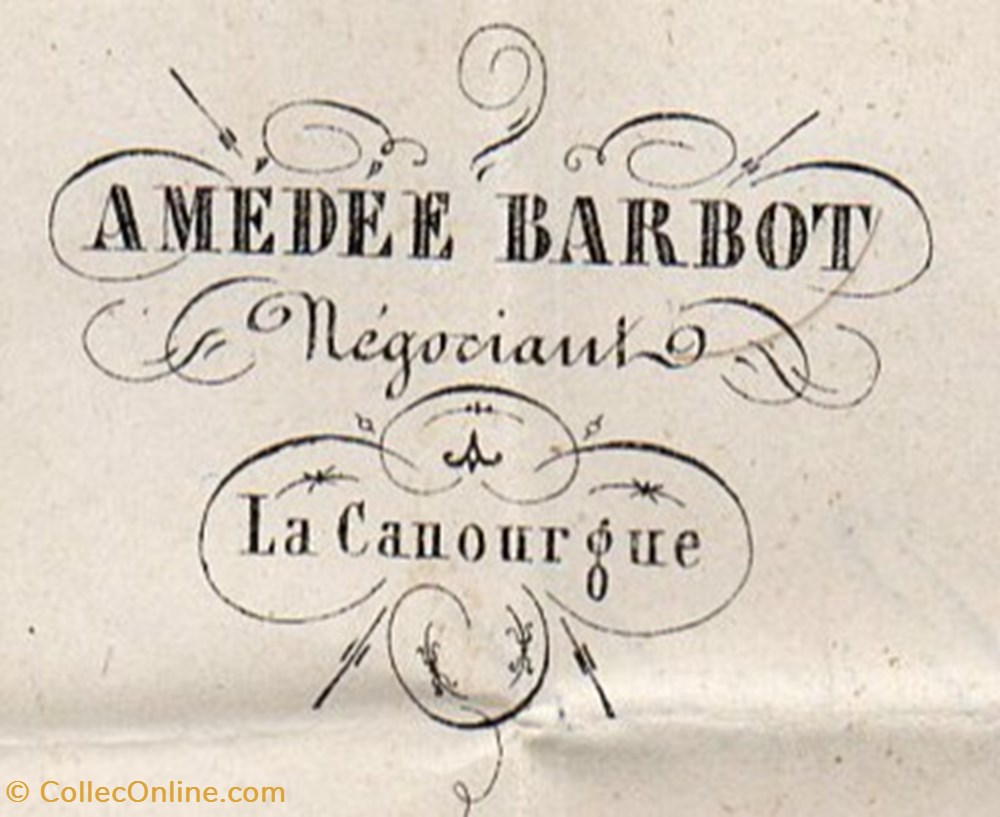 AMÉDÉE BARBOT
Négociant
A
La Canourgue
© CollecOnline.com